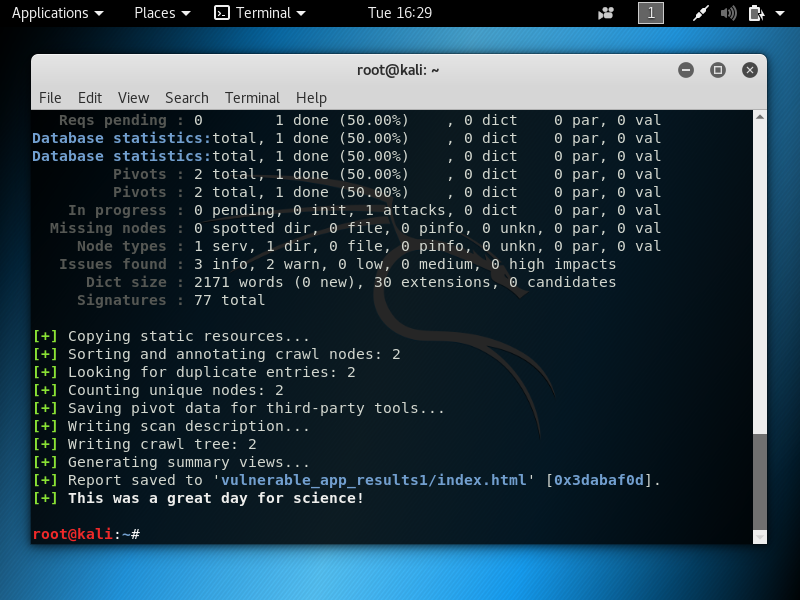 Applications Places Terminal Tue 16:29 1
root@kali: ~
File Edit View Search Terminal Help
Reqs pending : 0        1 done (50.00%)    , 0 dict    0 par, 0 val
Database statistics:total, 1 done (50.00%)    , 0 dict    0 par, 0 val
Database statistics:total, 1 done (50.00%)    , 0 dict    0 par, 0 val
Pivots : 2 total, 1 done (50.00%)    , 0 dict    0 par, 0 val
Pivots : 2 total, 1 done (50.00%)    , 0 dict    0 par, 0 val
In progress : 0 pending, 0 init, 1 attacks, 0 dict    0 par, 0 val
Missing nodes : 0 spotted dir, 0 file, 0 pinfo, 0 unkn, 0 par, 0 val
Node types : 1 serv, 1 dir, 0 file, 0 pinfo, 0 unkn, 0 par, 0 val
Issues found : 3 info, 2 warn, 0 low, 0 medium, 0 high impacts
Dict size : 2171 words (0 new), 30 extensions, 0 candidates
Signatures : 77 total
[+] Copying static resources...
[+] Sorting and annotating crawl nodes: 2
[+] Looking for duplicate entries: 2
[+] Counting unique nodes: 2
[+] Saving pivot data for third-party tools...
[+] Writing scan description...
[+] Writing crawl tree: 2
[+] Generating summary views...
[+] Report saved to 'vulnerable_app_results1/index.html' [0x3dabaf0d].
[+] This was a great day for science!
root@kali:~#